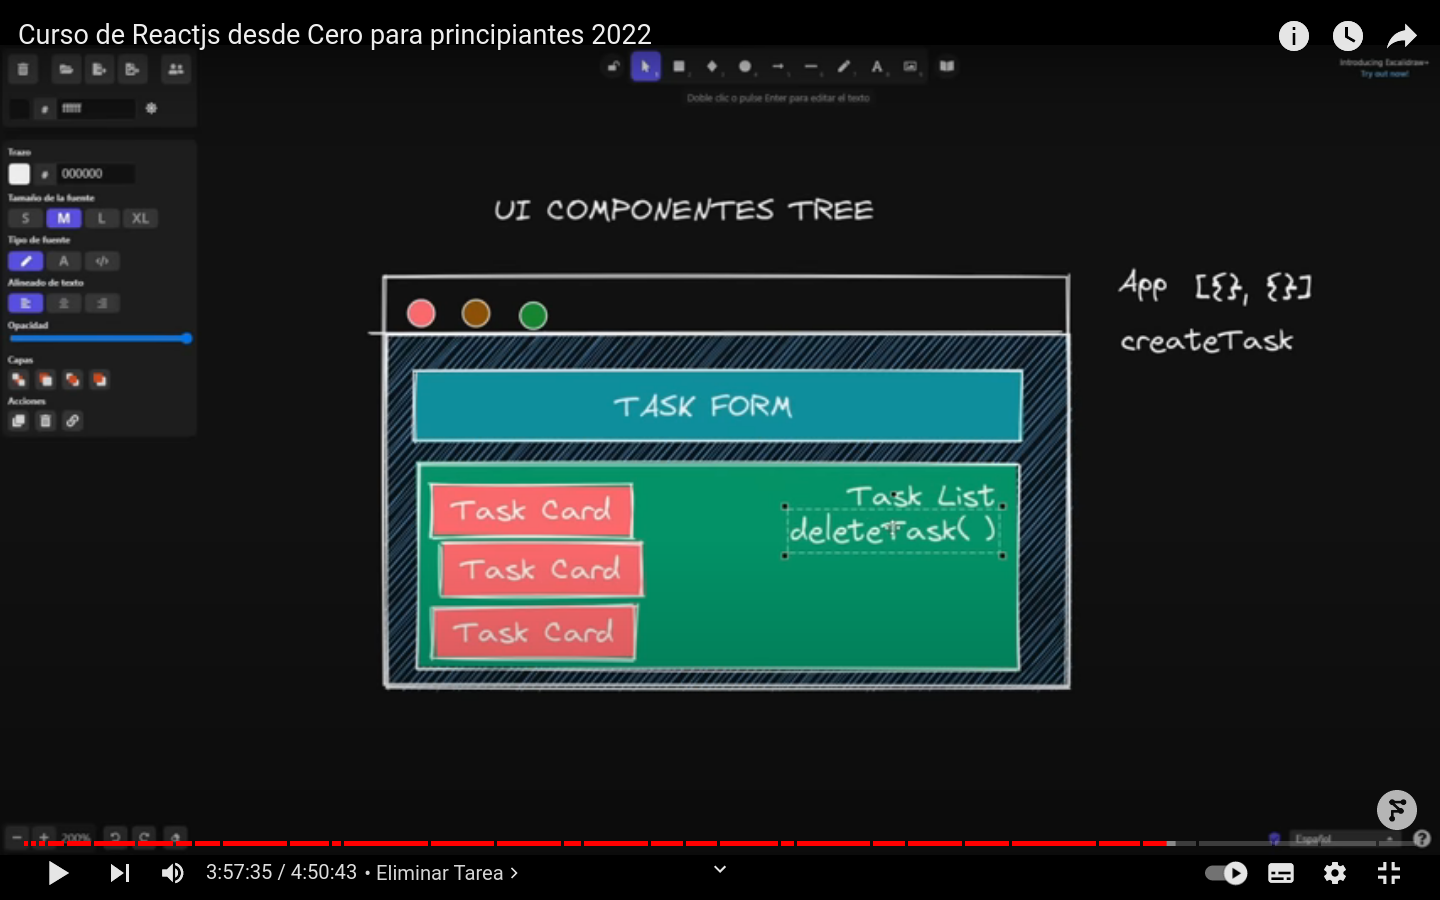 Curso de Reactjs desde Cero para principiantes 2022
Introducing Excalidraw+
Try out now!
Doble clic o pulse Enter para editar el texto
# ffffff
Trazo
# 000000
Tamaño de la fuente
S M L XL
Tipo de fuente
A </>
Alineado de texto
Opacidad
Capas
Acciones
UI COMPONENTES TREE
App [{}, {}]
createTask
TASK FORM
Task List
deleteTask( )
Task Card
Task Card
Task Card
200%
Español
3:57:35 / 4:50:43 • Eliminar Tarea >